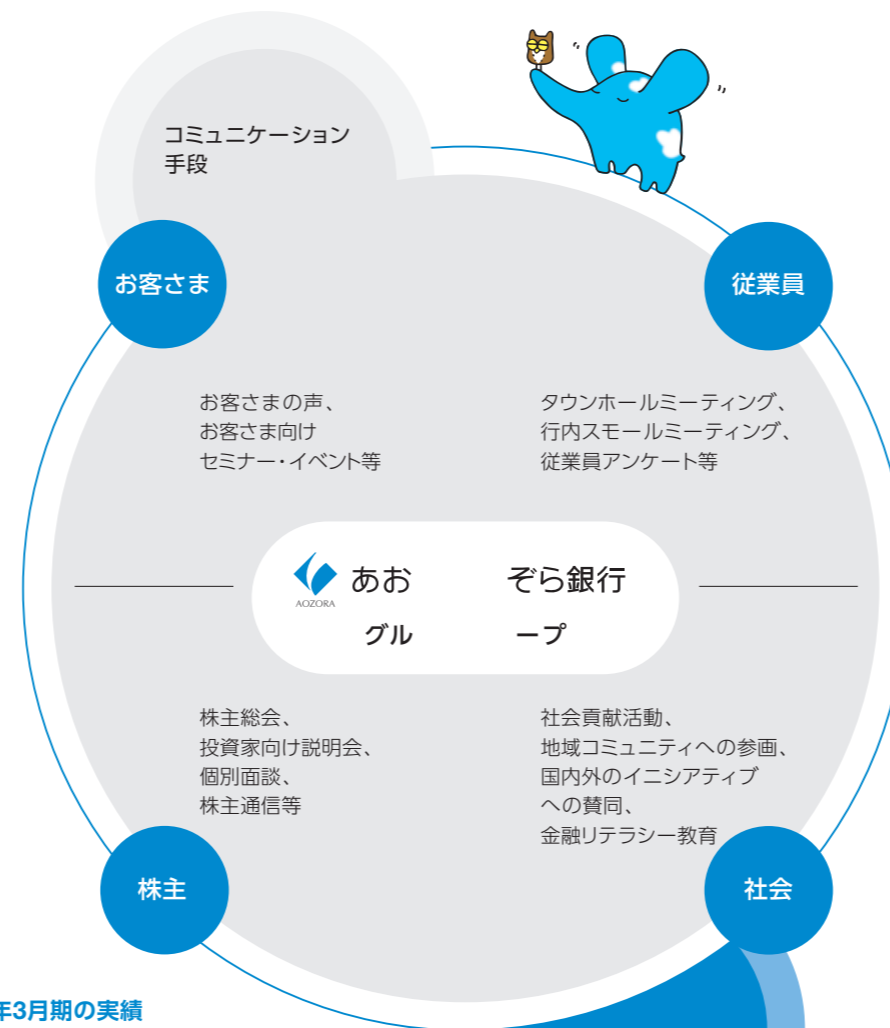 コミュニケーション
手段
お客さま
従業員
お客さまの声、
お客さま向け
セミナー・イベント等
タウンホールミーティング、
行内スモールミーティング、
従業員アンケート等
AOZORA
あお ぞら銀行
グル ープ
株主総会、
投資家向け説明会、
個別面談、
株主通信等
社会貢献活動、
地域コミュニティへの参画、
国内外のイニシアティブ
への賛同、
金融リテラシー教育
株主
社会
年3月期の実績